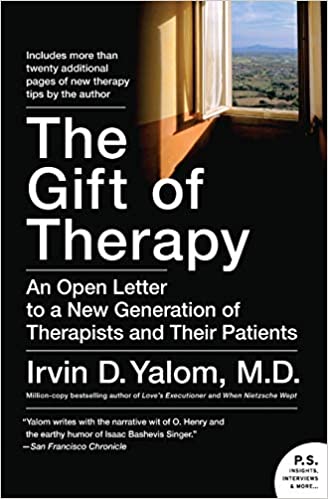 Includes more than
twenty additional
pages of new therapy
tips by the author
The
Gift of
Therapy
An Open Letter
to a New Generation of
Therapists and Their Patients
Irvin D. Yalom, M.D.
Million-copy bestselling author of Love's Executioner and When Nietzsche Wept
"Yalom writes with the narrative wit of O. Henry and
the earthy humor of Isaac Bashevis Singer."
—San Francisco Chronicle
P.S.
INSIGHTS,
INTERVIEWS
& MORE...